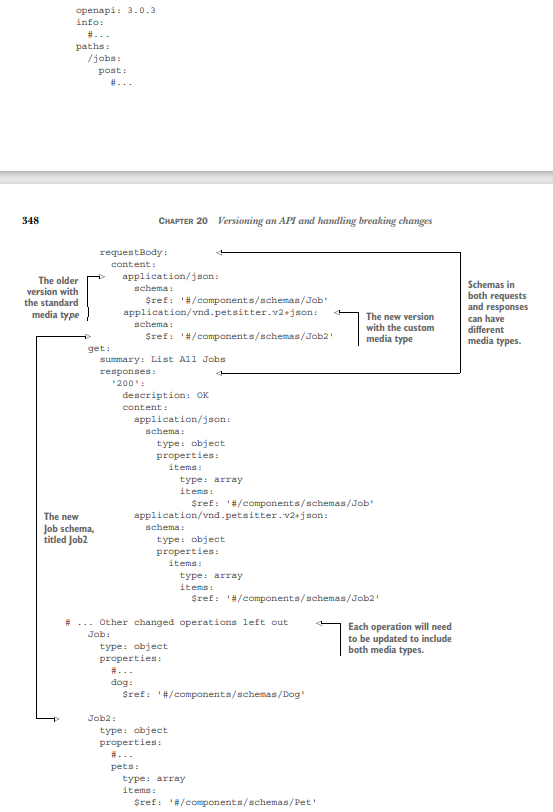 openapi: 3.0.3
info:
  #...
paths:
  /jobs:
    post:
      #...
348
CHAPTER 20 Versioning an API and handling breaking changes
requestBody:
  content:
    application/json:
      schema:
        $ref: '#/components/schemas/Job'
    application/vnd.petsitter.v2+json:
      schema:
        $ref: '#/components/schemas/Job2'
The older
version with
the standard
media type
The new version
with the custom
media type
Schemas in
both requests
and responses
can have
different
media types.
get:
  summary: List All Jobs
  responses:
    '200':
      description: OK
      content:
        application/json:
          schema:
            type: object
            properties:
              items:
                type: array
                items:
                  $ref: '#/components/schemas/Job'
        application/vnd.petsitter.v2+json:
          schema:
            type: object
            properties:
              items:
                type: array
                items:
                  $ref: '#/components/schemas/Job2'
The new
Job schema,
titled Job2
# ... Other changed operations left out
Each operation will need
to be updated to include
both media types.
    Job:
      type: object
      properties:
        #...
        dog:
          $ref: '#/components/schemas/Dog'
    Job2:
      type: object
      properties:
        #...
        pets:
          type: array
          items:
            $ref: '#/components/schemas/Pet'